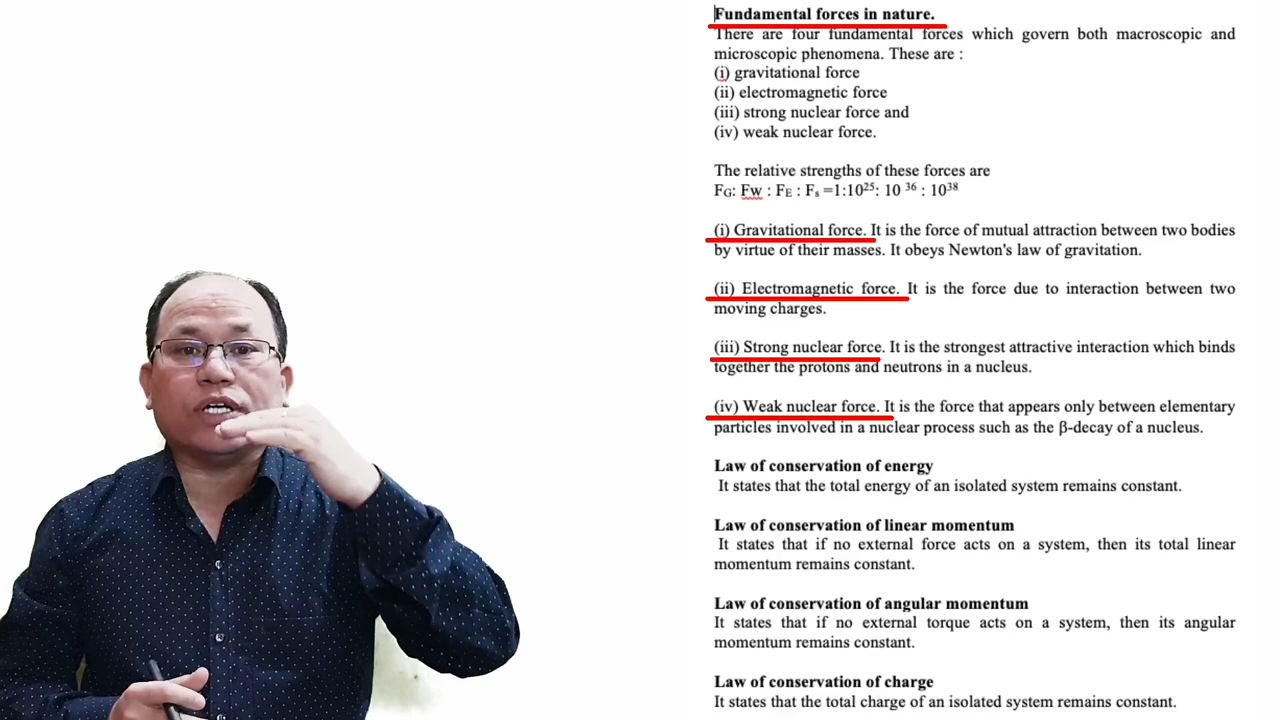 Fundamental forces in nature.
There are four fundamental forces which govern both macroscopic and
microscopic phenomena. These are :
(i) gravitational force
(ii) electromagnetic force
(iii) strong nuclear force and
(iv) weak nuclear force.
The relative strengths of these forces are
FG: Fw : FE : Fs =1:10²⁵: 10 ³⁶ : 10³⁸
(i) Gravitational force. It is the force of mutual attraction between two bodies
by virtue of their masses. It obeys Newton's law of gravitation.
(ii) Electromagnetic force. It is the force due to interaction between two
moving charges.
(iii) Strong nuclear force. It is the strongest attractive interaction which binds
together the protons and neutrons in a nucleus.
(iv) Weak nuclear force. It is the force that appears only between elementary
particles involved in a nuclear process such as the β-decay of a nucleus.
Law of conservation of energy
It states that the total energy of an isolated system remains constant.
Law of conservation of linear momentum
It states that if no external force acts on a system, then its total linear
momentum remains constant.
Law of conservation of angular momentum
It states that if no external torque acts on a system, then its angular
momentum remains constant.
Law of conservation of charge
It states that the total charge of an isolated system remains constant.